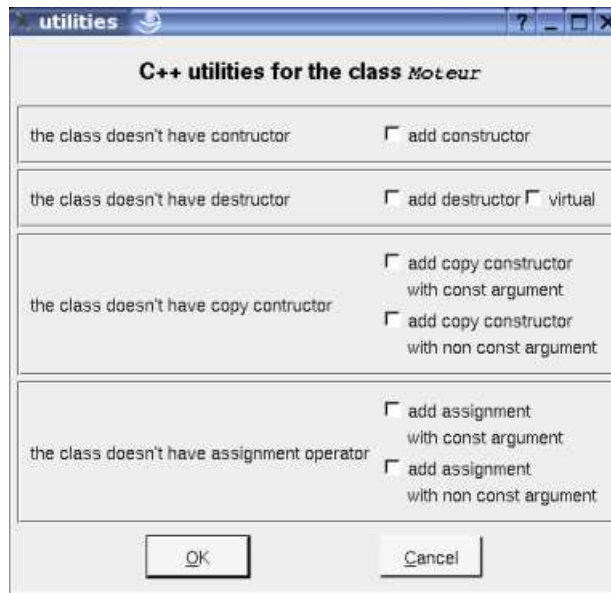 utilities
C++ utilities for the class Moteur
the class doesn't have contructor
add constructor
the class doesn't have destructor
add destructor
virtual
the class doesn't have copy contructor
add copy constructor
with const argument
add copy constructor
with non const argument
the class doesn't have assignment operator
add assignment
with const argument
add assignment
with non const argument
OK
Cancel